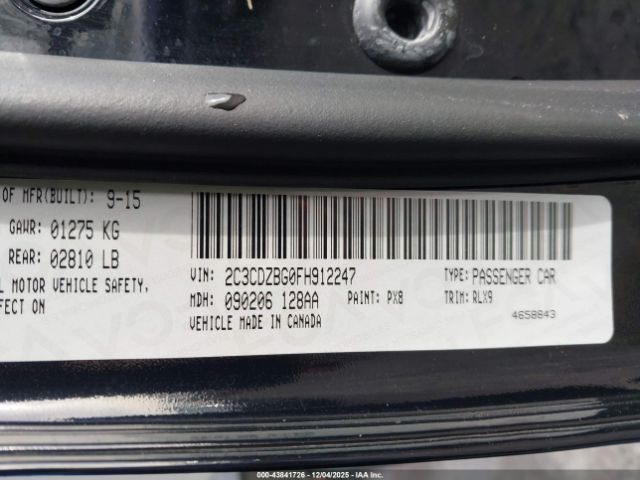 OF MFR(BUILT): 9-15
GAWR: 01275 KG
REAR: 02810 LB
MOTOR VEHICLE SAFETY,
EFFECT ON
VIN: 2C3CDZBG0FH912247 TYPE: PASSENGER CAR
MDH: 090206 128AA PAINT: PX8 TRIM: RLX9
VEHICLE MADE IN CANADA 4658843
000-43841726 - 12/04/2025 - IAAI Inc.